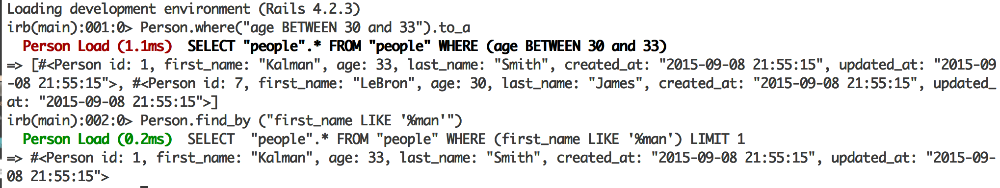 Loading development environment (Rails 4.2.3)
irb(main):001:0> Person.where("age BETWEEN 30 and 33").to_a
  Person Load (1.1ms)  SELECT "people".* FROM "people" WHERE (age BETWEEN 30 and 33)
=> [#<Person id: 1, first_name: "Kalman", age: 33, last_name: "Smith", created_at: "2015-09-08 21:55:15", updated_at: "2015-09
-08 21:55:15">, #<Person id: 7, first_name: "LeBron", age: 30, last_name: "James", created_at: "2015-09-08 21:55:15", updated_
at: "2015-09-08 21:55:15">]
irb(main):002:0> Person.find_by ("first_name LIKE '%man'")
  Person Load (0.2ms)  SELECT  "people".* FROM "people" WHERE (first_name LIKE '%man') LIMIT 1
=> #<Person id: 1, first_name: "Kalman", age: 33, last_name: "Smith", created_at: "2015-09-08 21:55:15", updated_at: "2015-09-
08 21:55:15">